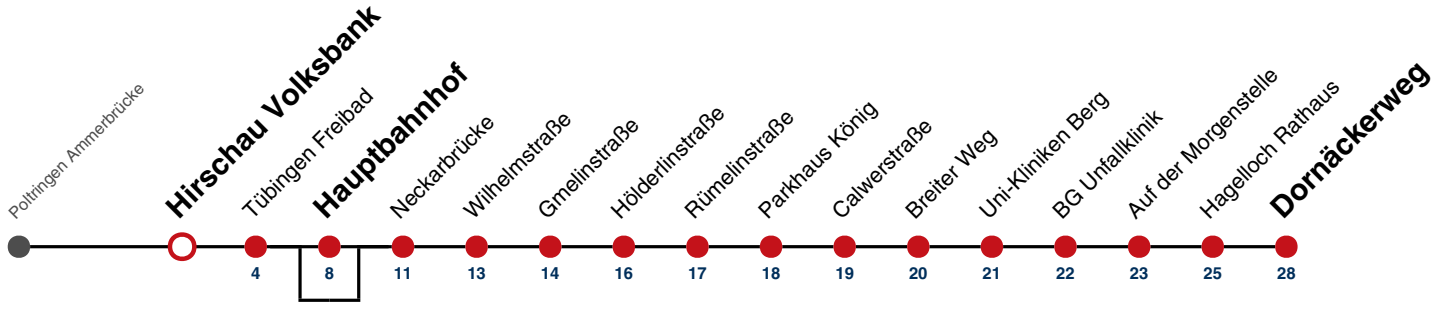 Poltringen Ammerbrücke
Hirschau Volksbank
Tübingen Freibad
Hauptbahnhof
Neckarbrücke
Wilhelmstraße
Gmelinstraße
Hölderlinstraße
Rümelinstraße
Parkhaus König
Calwerstraße
Breiter Weg
Uni-Kliniken Berg
BG Unfallklinik
Auf der Morgenstelle
Hagelloch Rathaus
Dornäckerweg
4 8 11 13 14 16 17 18 19 20 21 22 23 25 28